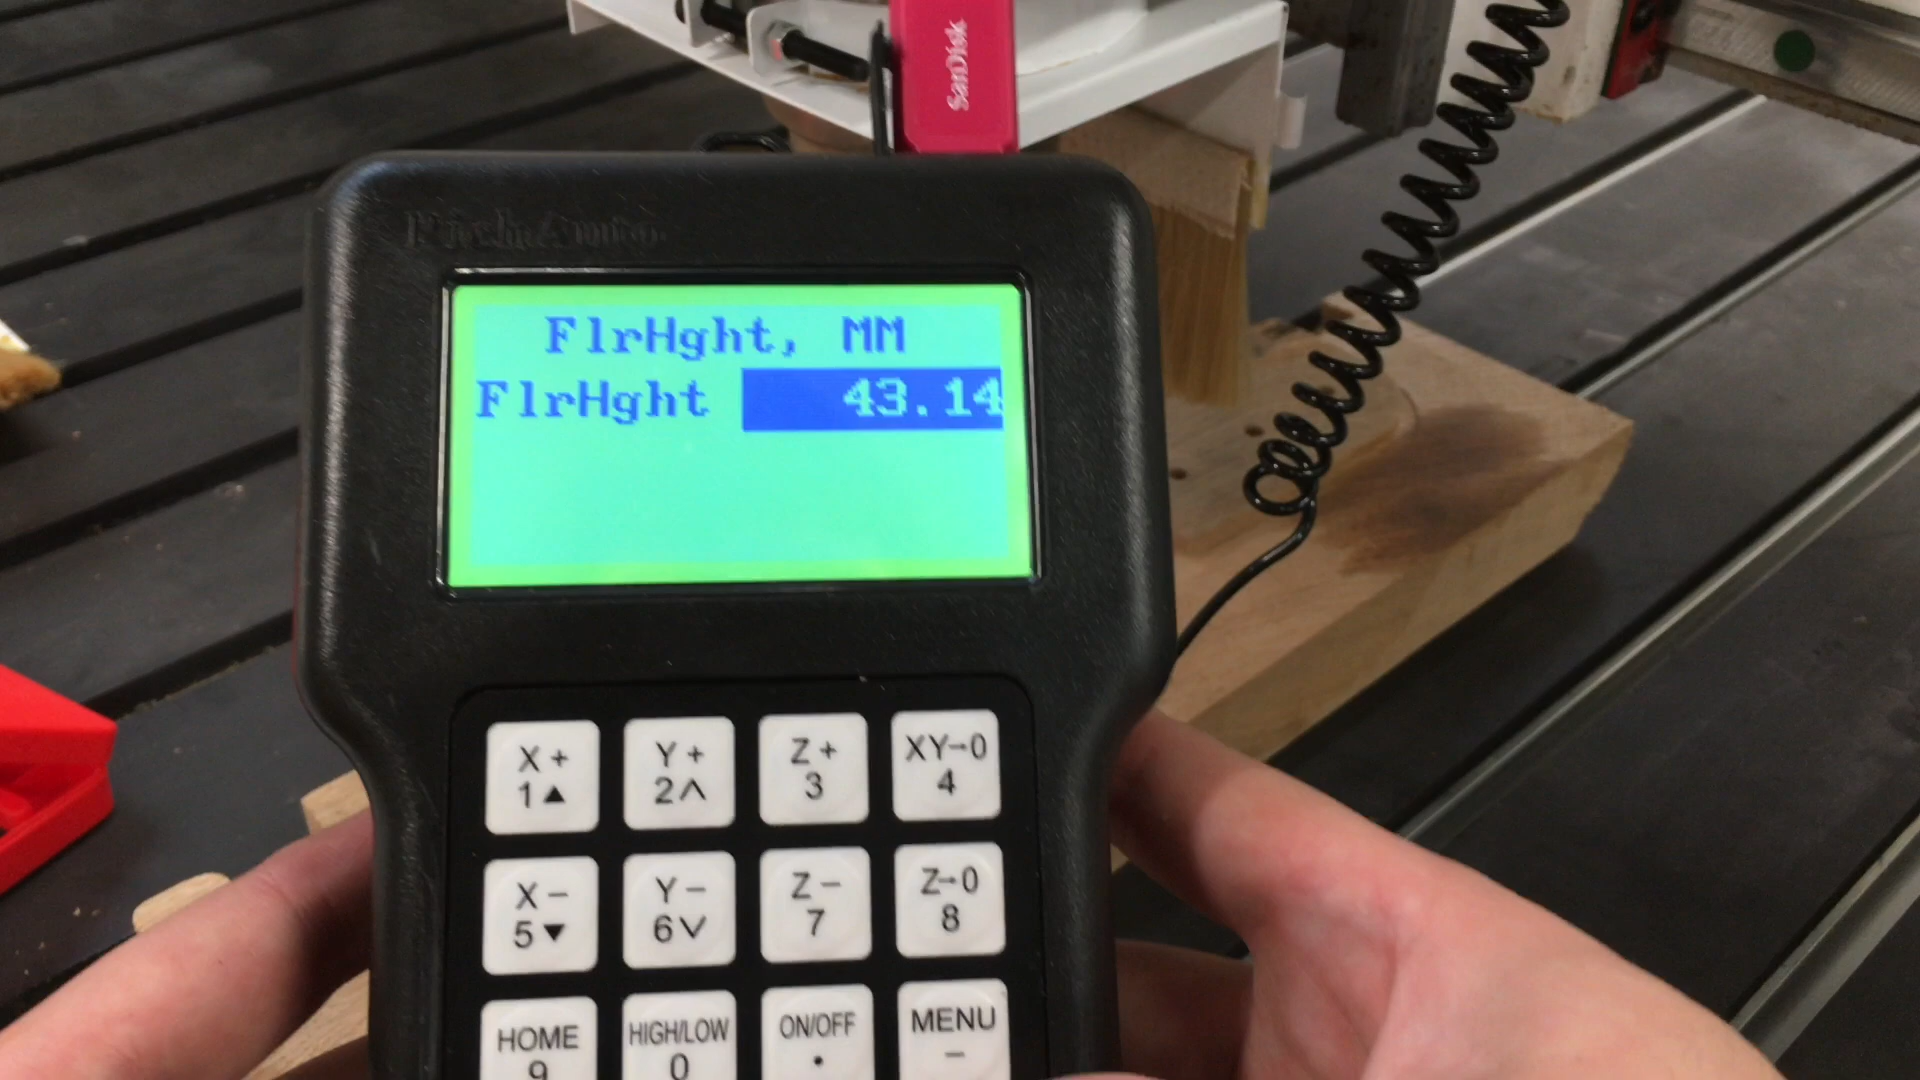 SanDisk
FlrHght, MM
FlrHght 43.14
X+ Y+ Z+ XY→0
1▲ 2∧ 3 4
X− Y− Z− Z→0
5▼ 6∨ 7 8
HOME HIGH/LOW ON/OFF MENU
9 0 • −